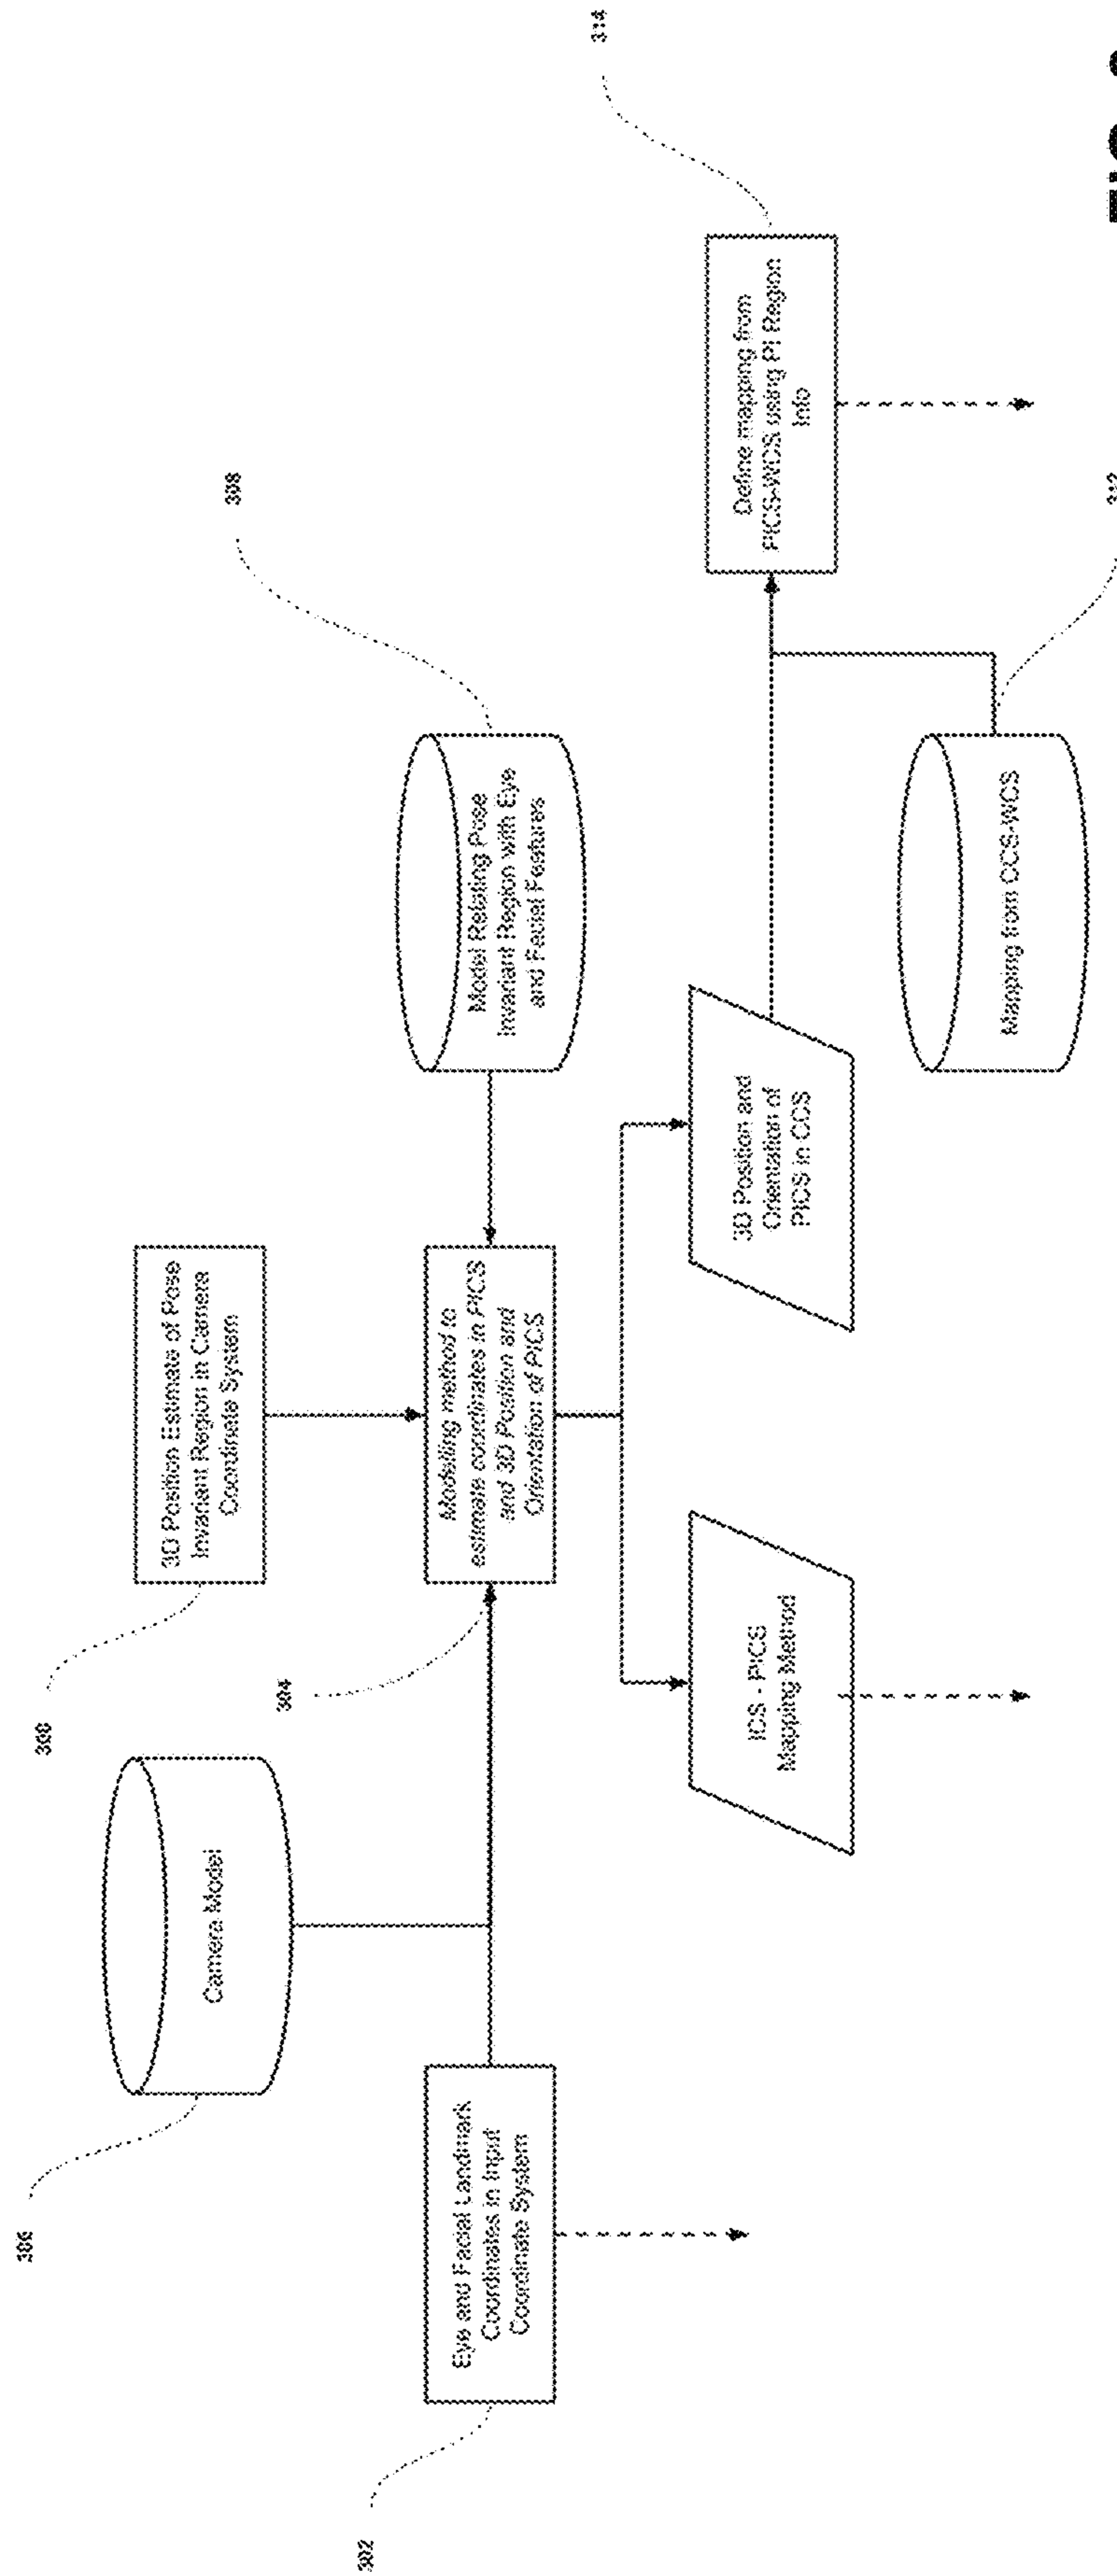 306
Camera Model
3D Position Estimate of Pose
Invariant Region in Camera
Coordinate System
308
302
Eye and Facial Landmark
Coordinates in Input
Coordinate System
304
Modelling method to
estimate coordinates in PICS
and 3D Position and
Orientation of PICS
Model Relating Pose
Invariant Region with Eye
and Facial Features
314
ICS - PICS
Mapping Method
3D Position and
Orientation of
PICS in CCS
Define mapping from
PICS-WCS using PI Region
Info
Mapping from CCS-WCS
312
FIG.